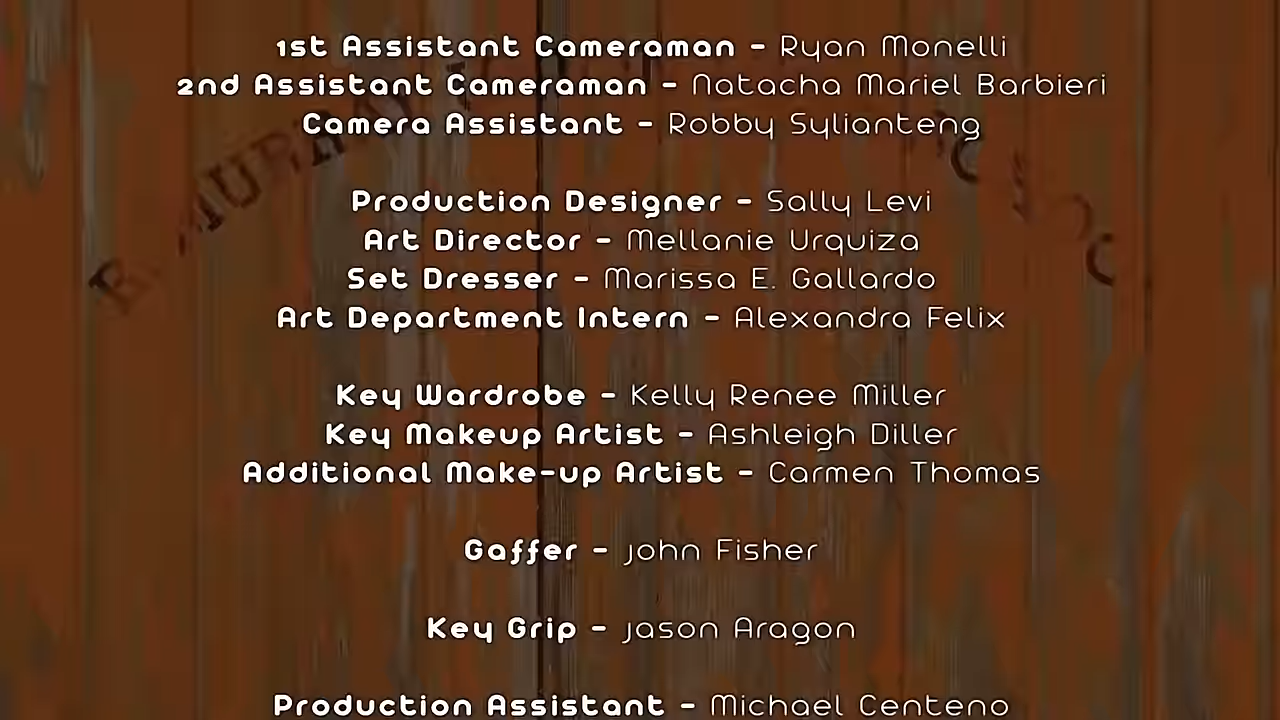 1st Assistant Cameraman - Ryan Monelli
2nd Assistant Cameraman - Natacha Mariel Barbieri
Camera Assistant - Robby Sylianteng
Production Designer - Sally Levi
Art Director - Mellanie Urquiza
Set Dresser - Marissa E. Gallardo
Art Department Intern - Alexandra Felix
Key Wardrobe - Kelly Renee Miller
Key Makeup Artist - Ashleigh Diller
Additional Make-up Artist - Carmen Thomas
Gaffer - John Fisher
Key Grip - Jason Aragon
Production Assistant - Michael Centeno